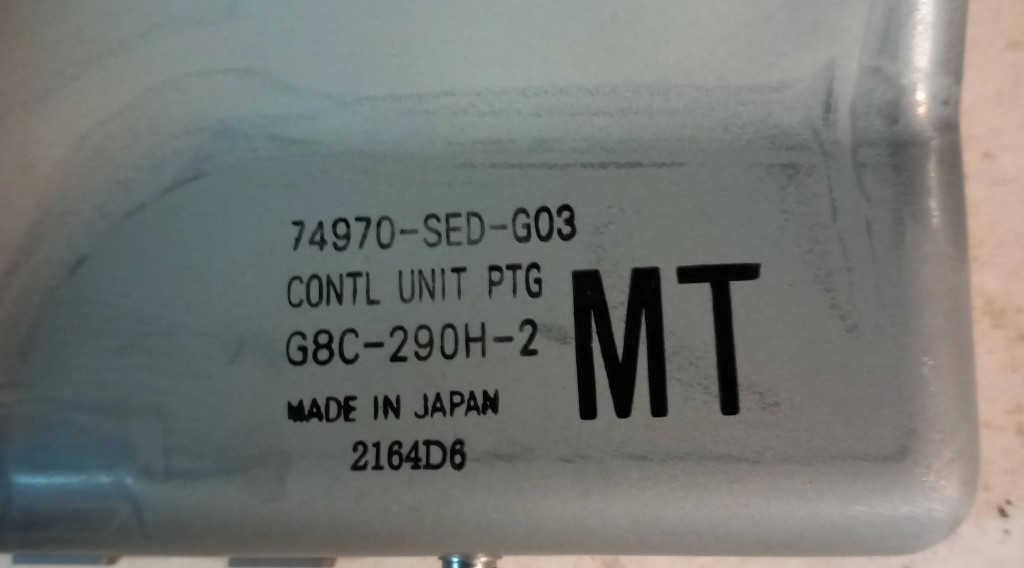 74970-SED-G03
CONTL UNIT PTG
G8C-290H-2
MT
MADE IN JAPAN
2164D6